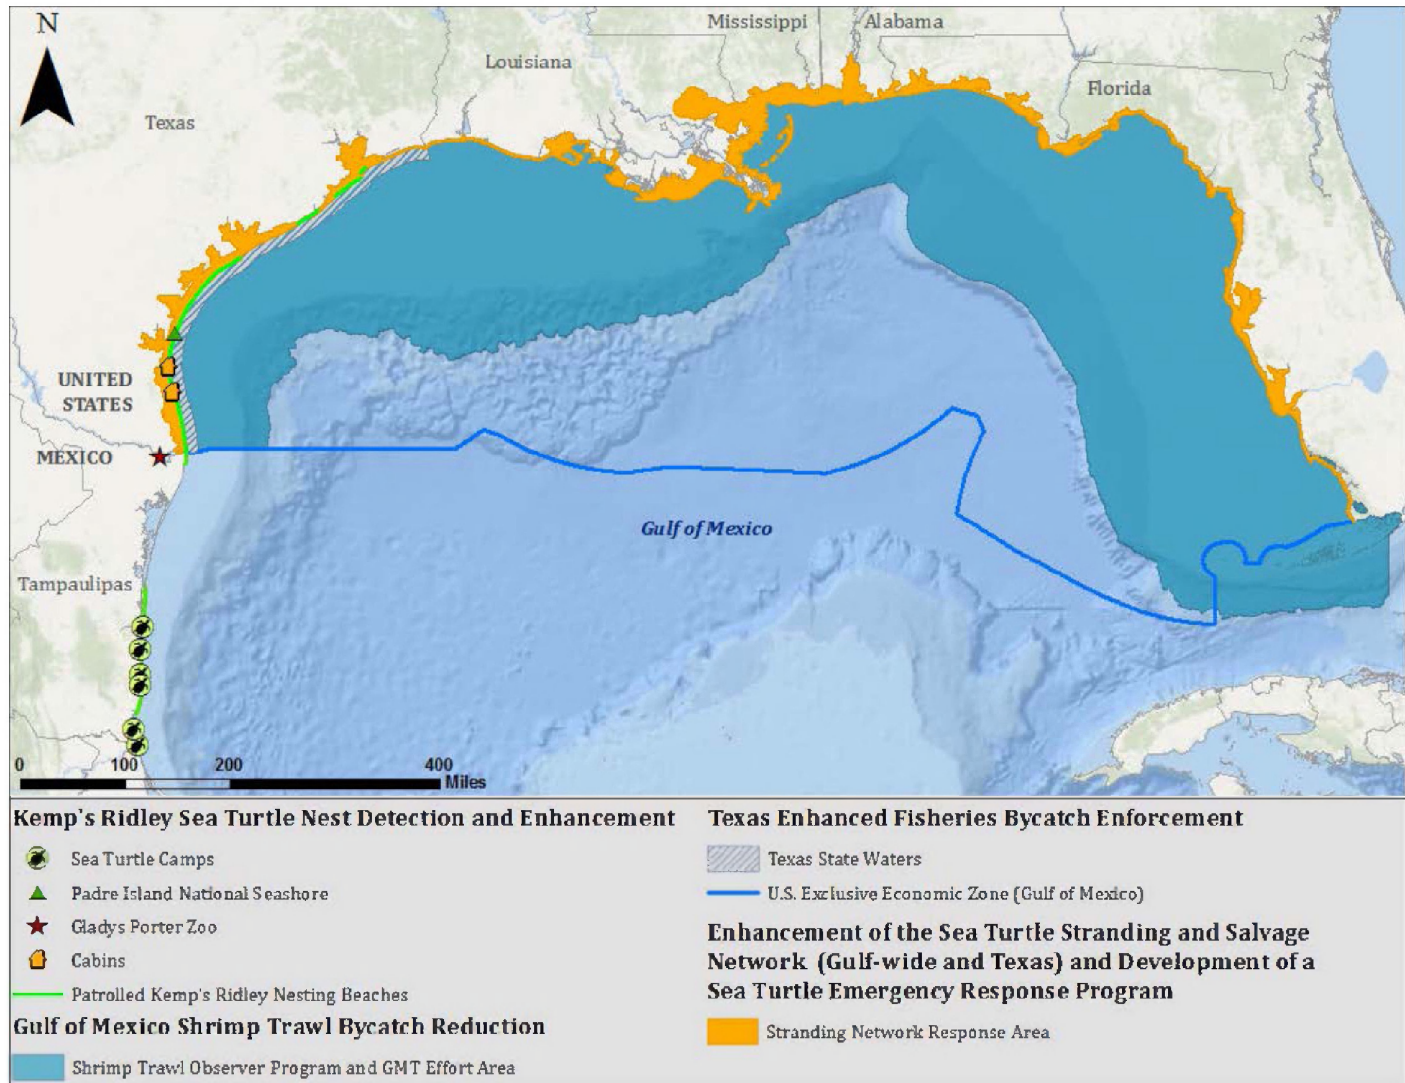 N
Mississippi
Alabama
Louisiana
Florida
Texas
UNITED
STATES
MEXICO
Gulf of Mexico
Tampaulipas
0 100 200 400
Miles
Kemp's Ridley Sea Turtle Nest Detection and Enhancement
Sea Turtle Camps
Padre Island National Seashore
Gladys Porter Zoo
Cabins
Patrolled Kemp's Ridley Nesting Beaches
Gulf of Mexico Shrimp Trawl Bycatch Reduction
Shrimp Trawl Observer Program and GMT Effort Area
Texas Enhanced Fisheries Bycatch Enforcement
Texas State Waters
U.S. Exclusive Economic Zone (Gulf of Mexico)
Enhancement of the Sea Turtle Stranding and Salvage
Network (Gulf-wide and Texas) and Development of a
Sea Turtle Emergency Response Program
Stranding Network Response Area